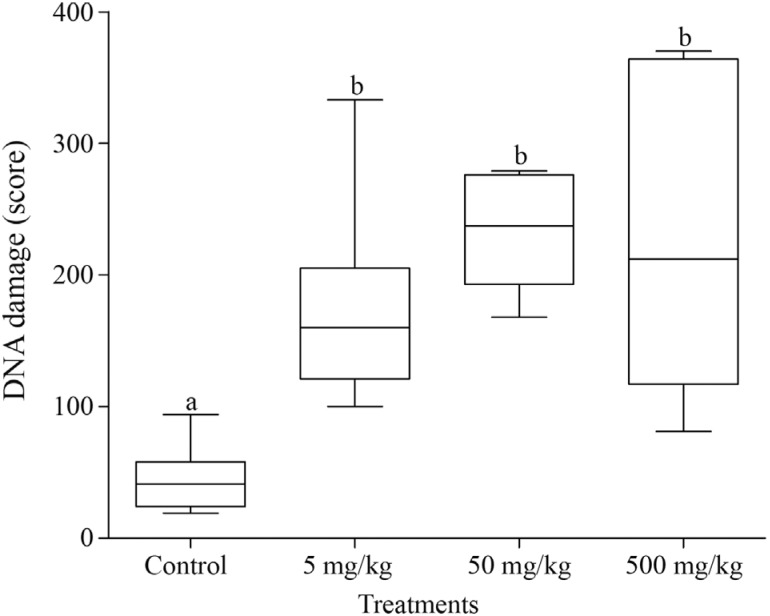 400
300
200
100
0
DNA damage (score)
a
b
b
b
Control 5 mg/kg 50 mg/kg 500 mg/kg
Treatments